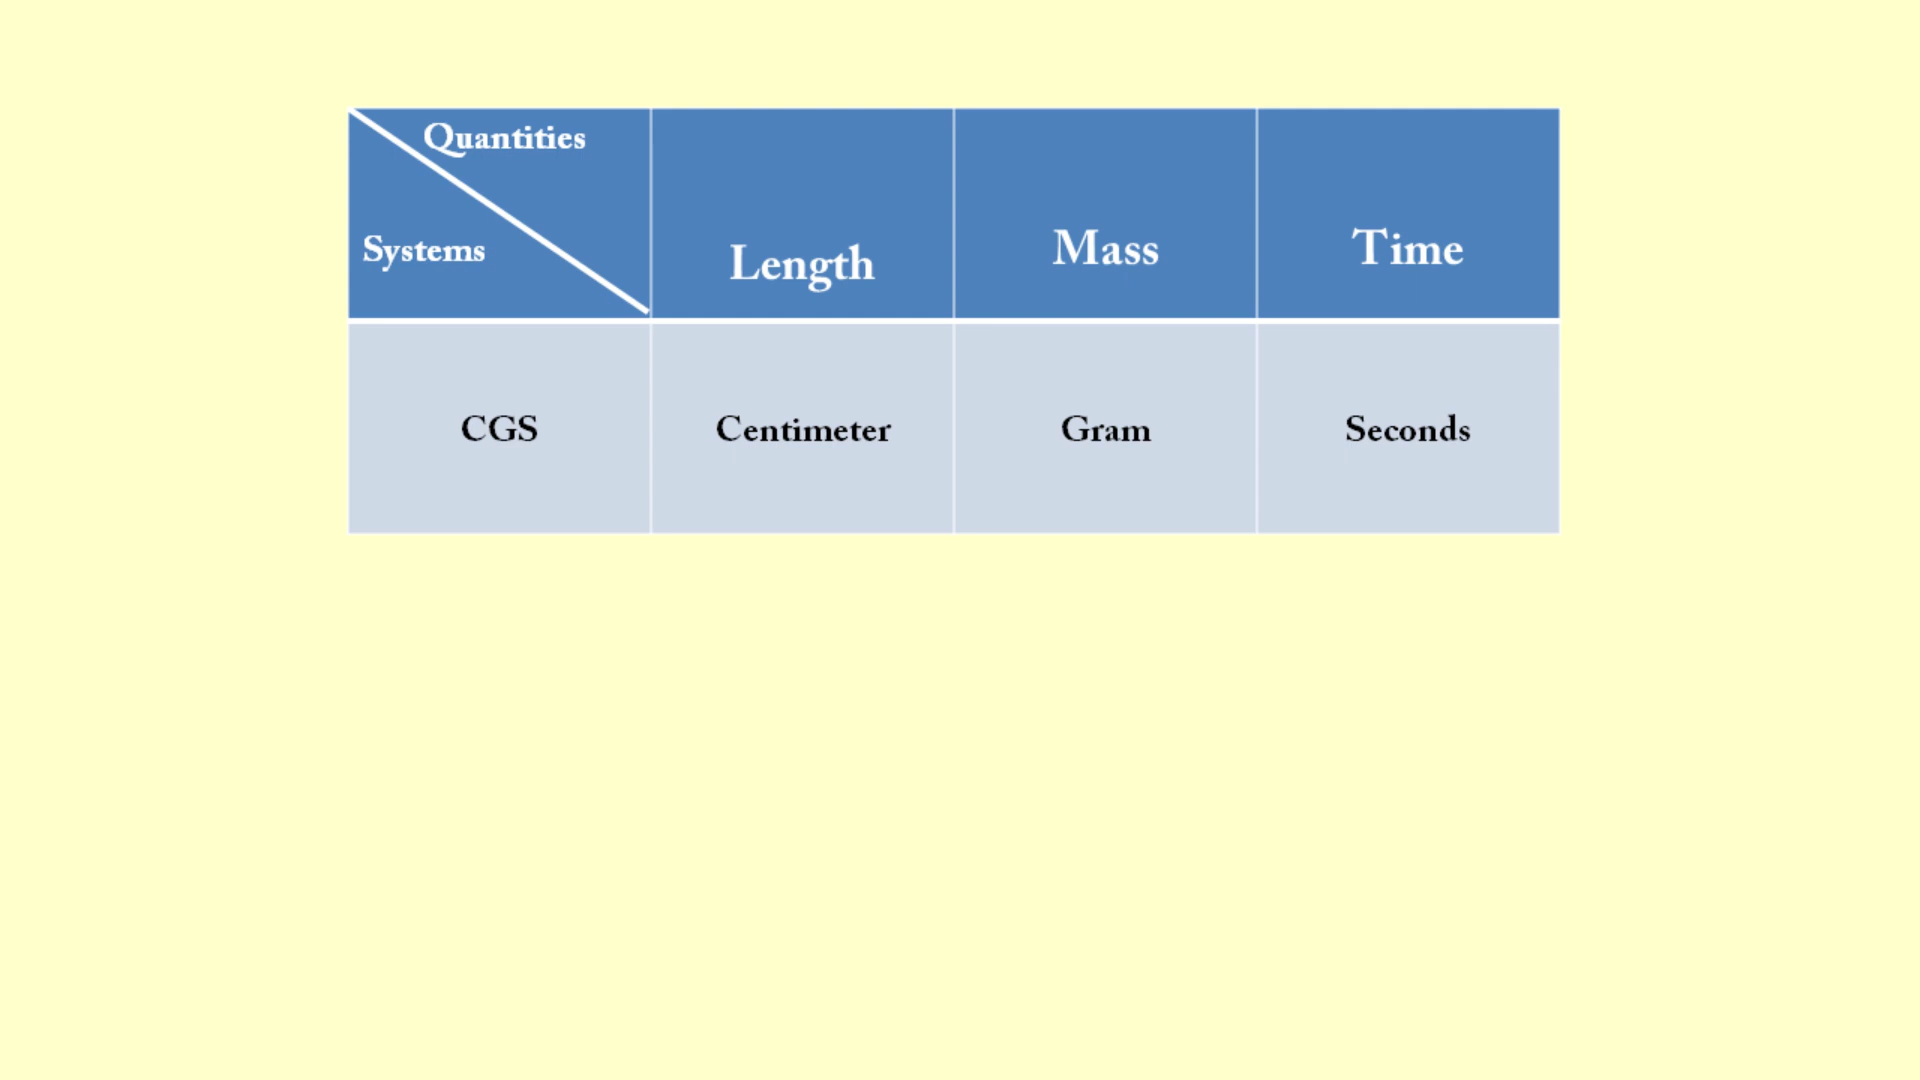 Quantities
Systems
Length
Mass
Time
CGS
Centimeter
Gram
Seconds